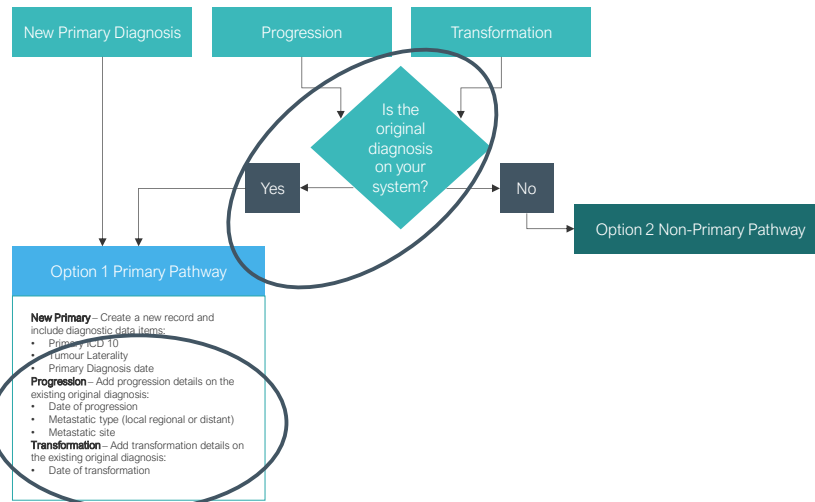 New Primary Diagnosis
Progression
Transformation
Is the
original
diagnosis
on your
system?
Yes
No
Option 2 Non-Primary Pathway
Option 1 Primary Pathway
New Primary – Create a new record and
include diagnostic data items:
• Primary ICD 10
• Tumour Laterality
• Primary Diagnosis date
Progression – Add progression details on the
existing original diagnosis:
• Date of progression
• Metastatic type (local regional or distant)
• Metastatic site
Transformation – Add transformation details on
the existing original diagnosis:
• Date of transformation